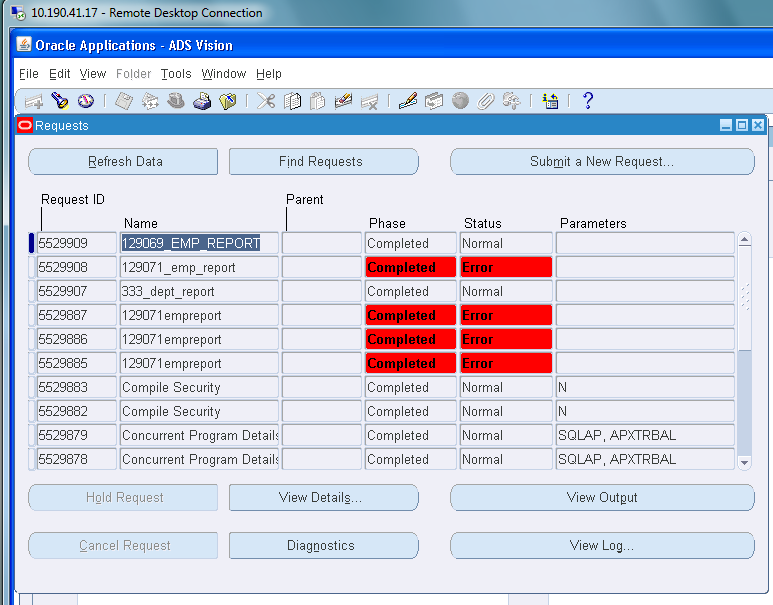 10.190.41.17 - Remote Desktop Connection
Oracle Applications - ADS Vision
File Edit View Folder Tools Window Help
Requests
Refresh Data Find Requests Submit a New Request...
Request ID Parent
Name Phase Status Parameters
5529909 129069_EMP_REPORT Completed Normal
5529908 129071_emp_report Completed Error
5529907 333_dept_report Completed Normal
5529887 129071empreport Completed Error
5529886 129071empreport Completed Error
5529885 129071empreport Completed Error
5529883 Compile Security Completed Normal N
5529882 Compile Security Completed Normal N
5529879 Concurrent Program Details Completed Normal SQLAP, APXTRBAL
5529878 Concurrent Program Details Completed Normal SQLAP, APXTRBAL
Hold Request View Details... View Output
Cancel Request Diagnostics View Log...